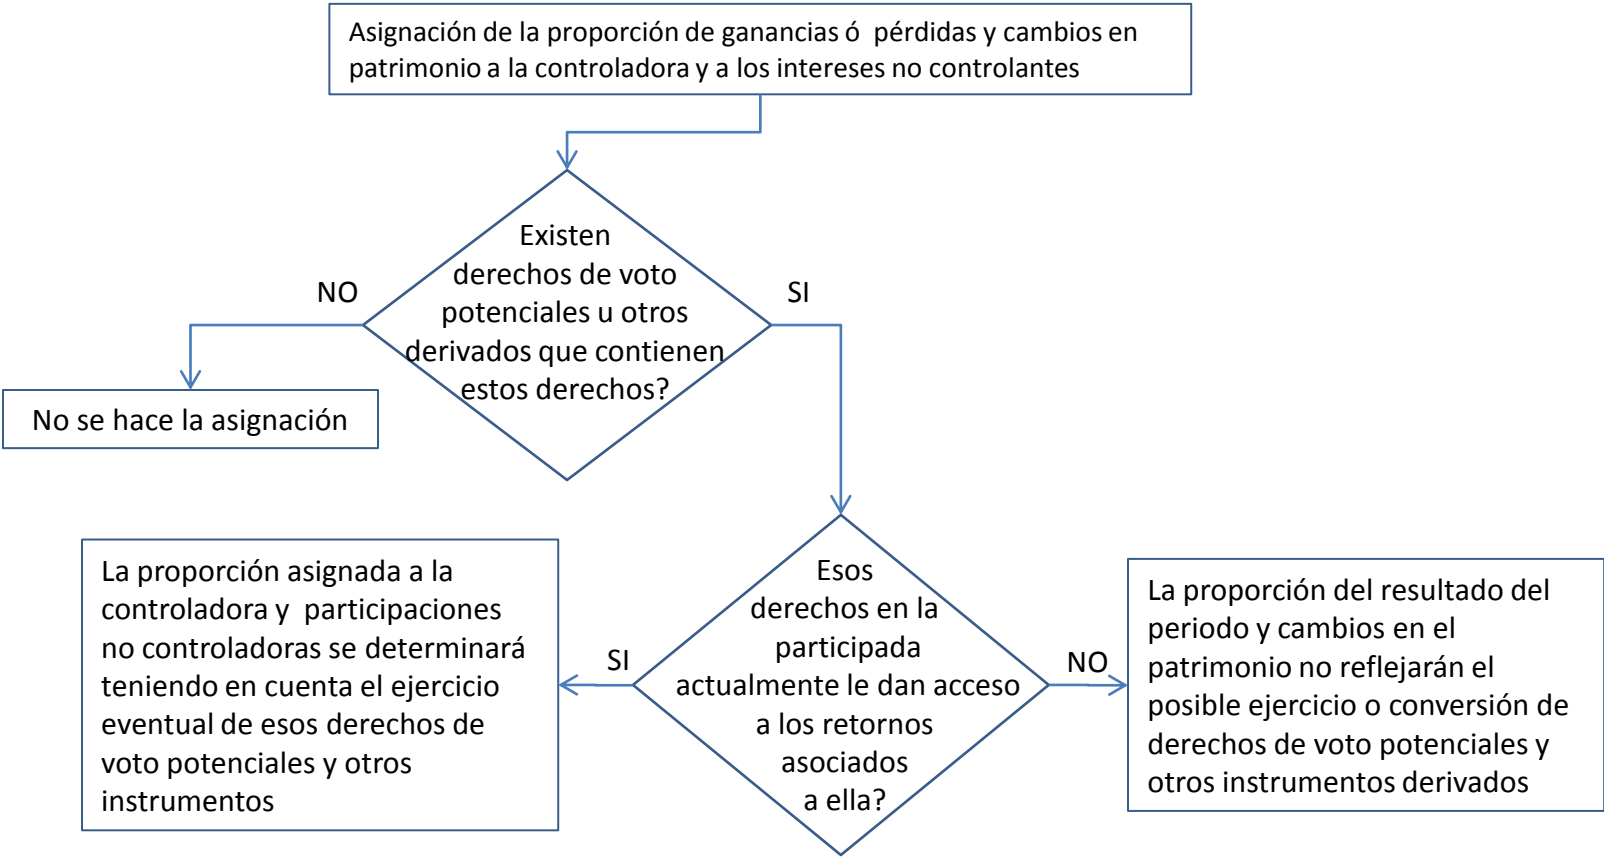 Asignación de la proporción de ganancias ó pérdidas y cambios en
patrimonio a la controladora y a los intereses no controlantes
Existen
derechos de voto
potenciales u otros
derivados que contienen
estos derechos?
NO
SI
No se hace la asignación
Esos
derechos en la
participada
actualmente le dan acceso
a los retornos
asociados
a ella?
SI
NO
La proporción asignada a la
controladora y participaciones
no controladoras se determinará
teniendo en cuenta el ejercicio
eventual de esos derechos de
voto potenciales y otros
instrumentos
La proporción del resultado del
periodo y cambios en el
patrimonio no reflejarán el
posible ejercicio o conversión de
derechos de voto potenciales y
otros instrumentos derivados